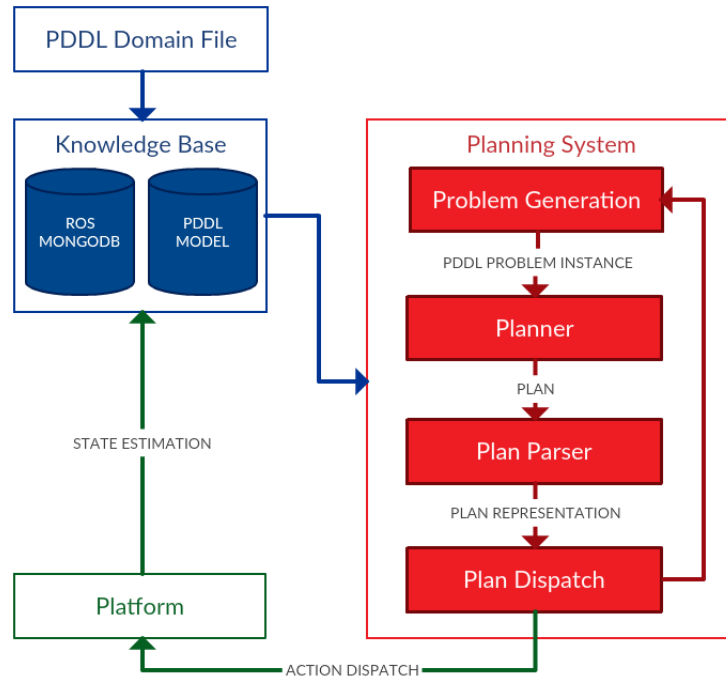 PDDL Domain File
Knowledge Base
ROS
MONGODB
PDDL
MODEL
STATE ESTIMATION
Platform
Planning System
Problem Generation
PDDL PROBLEM INSTANCE
Planner
PLAN
Plan Parser
PLAN REPRESENTATION
Plan Dispatch
ACTION DISPATCH